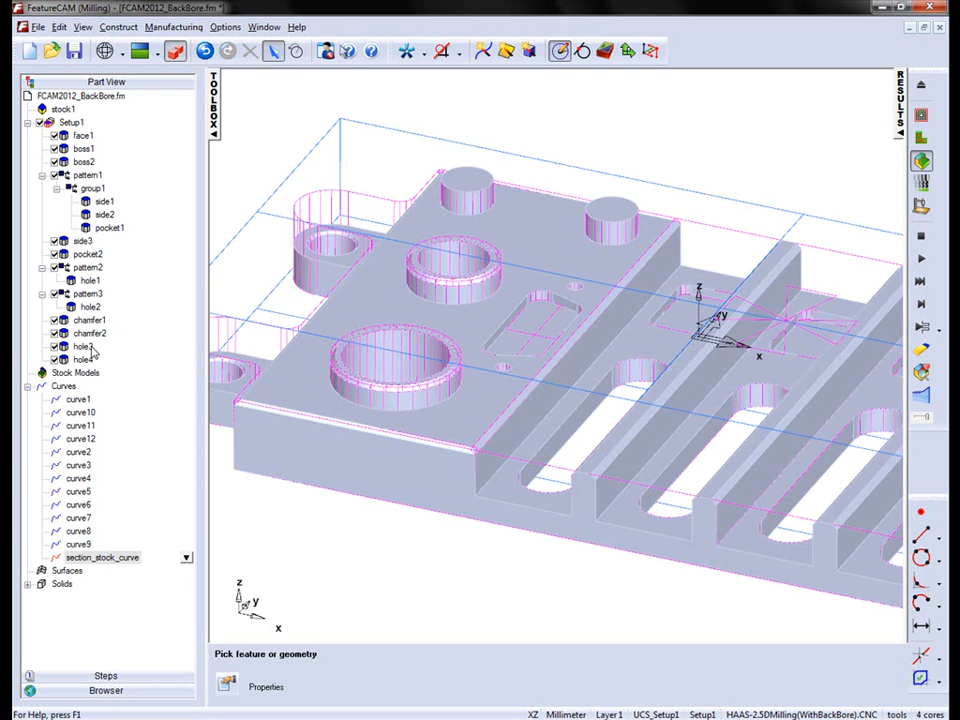 FeatureCAM (Milling) - [FCAM2012_BackBore.fm *]
File Edit View Construct Manufacturing Options Window Help
Part View
FCAM2012_BackBore.fm
stock1
Setup1
face1
boss1
boss2
pattern1
group1
side1
side2
pocket1
side3
pocket2
pattern2
hole1
pattern3
hole2
chamfer1
chamfer2
hole3
hole4
Stock Models
Curves
curve1
curve10
curve11
curve12
curve2
curve3
curve4
curve5
curve6
curve7
curve8
curve9
section_stock_curve
Surfaces
Solids
Steps
Browser
TOOLBOX
RESULTS
z
y
x
z
y
x
Pick feature or geometry
Properties
For Help, press F1
XZ Millimeter Layer1 UCS_Setup1 Setup1 HAAS-2.5DMilling(WithBackBore).CNC tools 4 cores